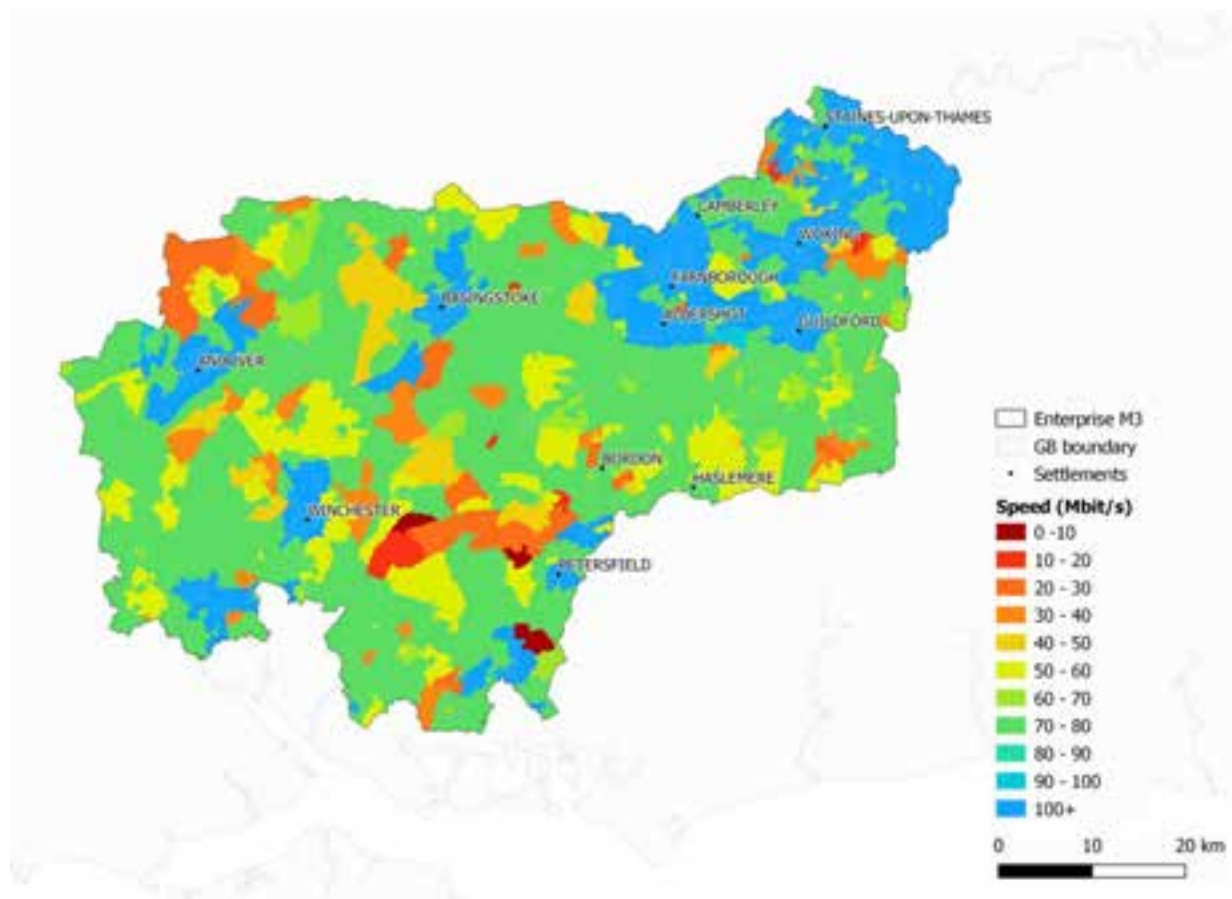 STAINES-UPON-THAMES
CAMBERLEY
WOKING
FARNBOROUGH
BASINGSTOKE
ALDERSHOT
GUILDFORD
ANDOVER
BORDON
HASLEMERE
WINCHESTER
PETERSFIELD
Enterprise M3
GB boundary
Settlements
Speed (Mbit/s)
0 -10
10 - 20
20 - 30
30 - 40
40 - 50
50 - 60
60 - 70
70 - 80
80 - 90
90 - 100
100+
0 10 20 km